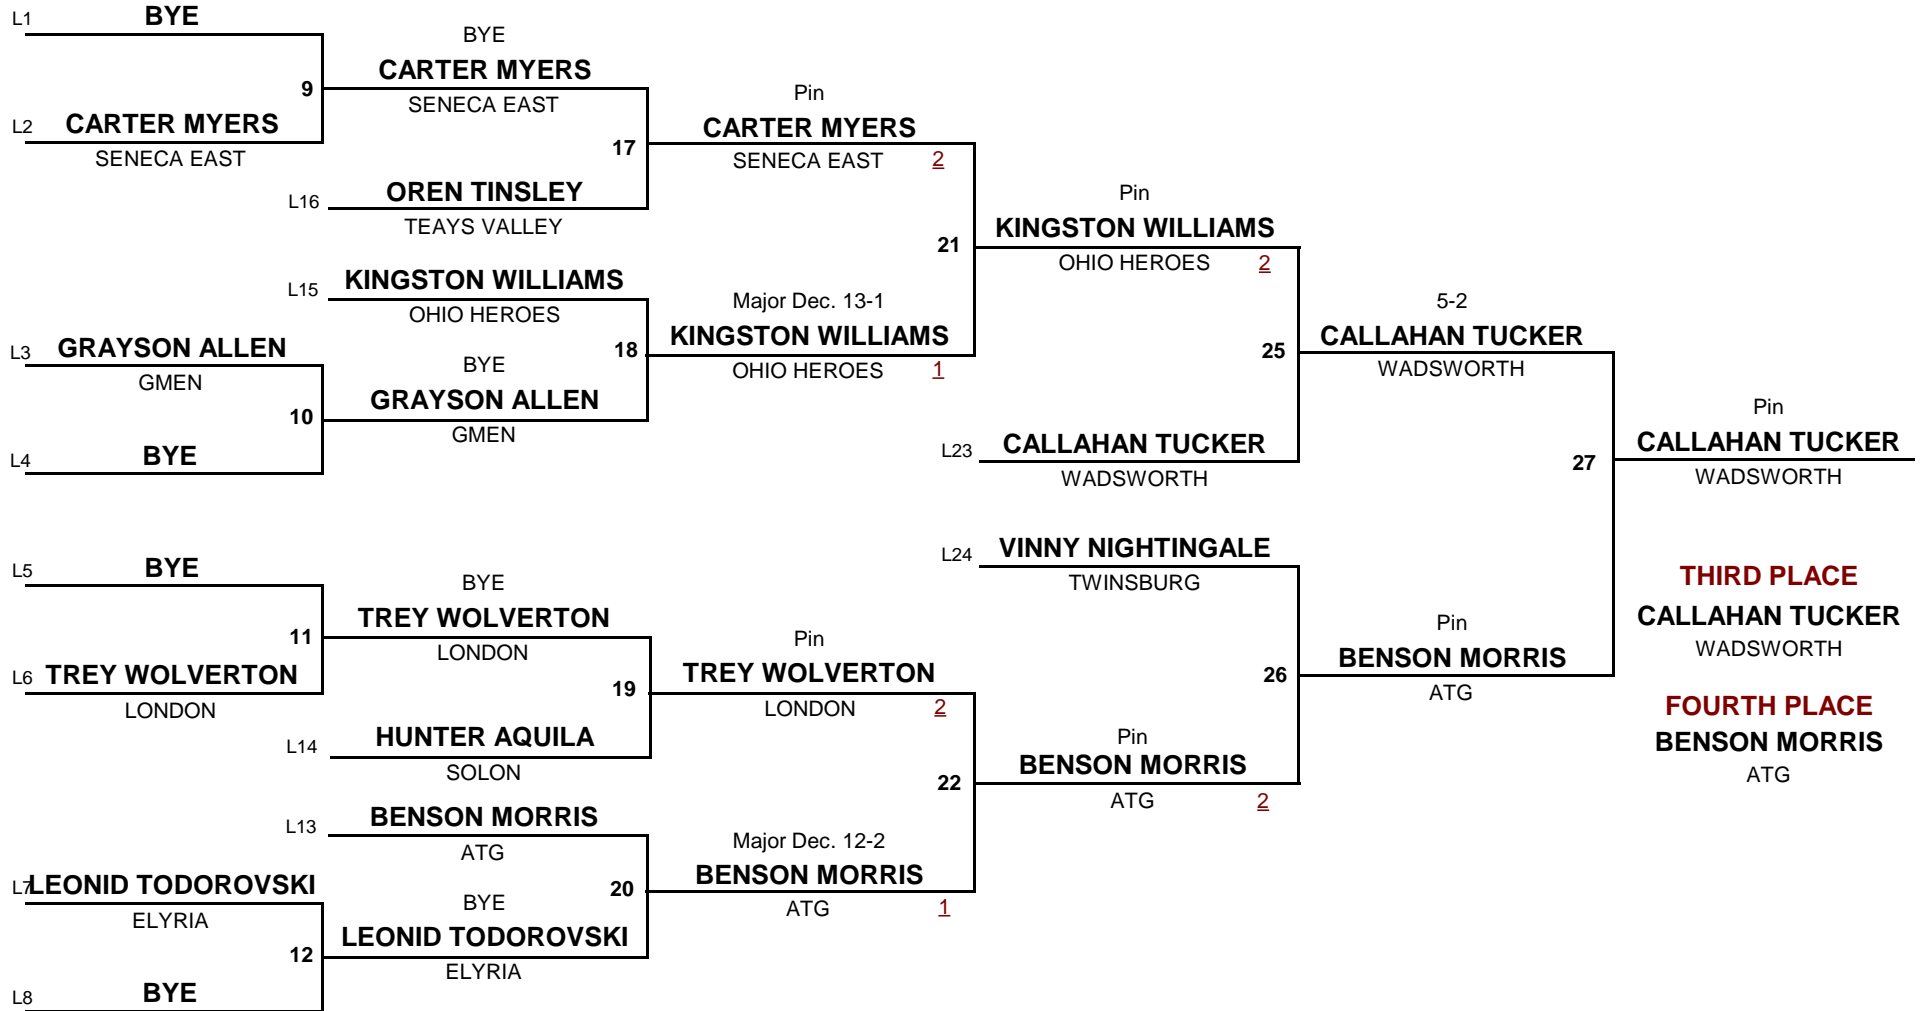 L1 BYE
BYE
9 CARTER MYERS
SENECA EAST
L2 CARTER MYERS
SENECA EAST
Pin
17 CARTER MYERS
SENECA EAST 2
L16 OREN TINSLEY
TEAYS VALLEY
Pin
21 KINGSTON WILLIAMS
OHIO HEROES 2
L15 KINGSTON WILLIAMS
OHIO HEROES
Major Dec. 13-1
18 KINGSTON WILLIAMS
OHIO HEROES 1
L3 GRAYSON ALLEN
GMEN
BYE
10 GRAYSON ALLEN
GMEN
L4 BYE
5-2
25 CALLAHAN TUCKER
WADSWORTH
L23 CALLAHAN TUCKER
WADSWORTH
Pin
27 CALLAHAN TUCKER
WADSWORTH
L5 BYE
BYE
11 TREY WOLVERTON
LONDON
L6 TREY WOLVERTON
LONDON
Pin
19 TREY WOLVERTON
LONDON 2
L14 HUNTER AQUILA
SOLON
L24 VINNY NIGHTINGALE
TWINSBURG
Pin
26 BENSON MORRIS
ATG
Pin
22 BENSON MORRIS
ATG 2
L13 BENSON MORRIS
ATG
Major Dec. 12-2
20 BENSON MORRIS
ATG 1
L7 LEONID TODOROVSKI
ELYRIA
BYE
12 LEONID TODOROVSKI
ELYRIA
L8 BYE
THIRD PLACE
CALLAHAN TUCKER
WADSWORTH
FOURTH PLACE
BENSON MORRIS
ATG